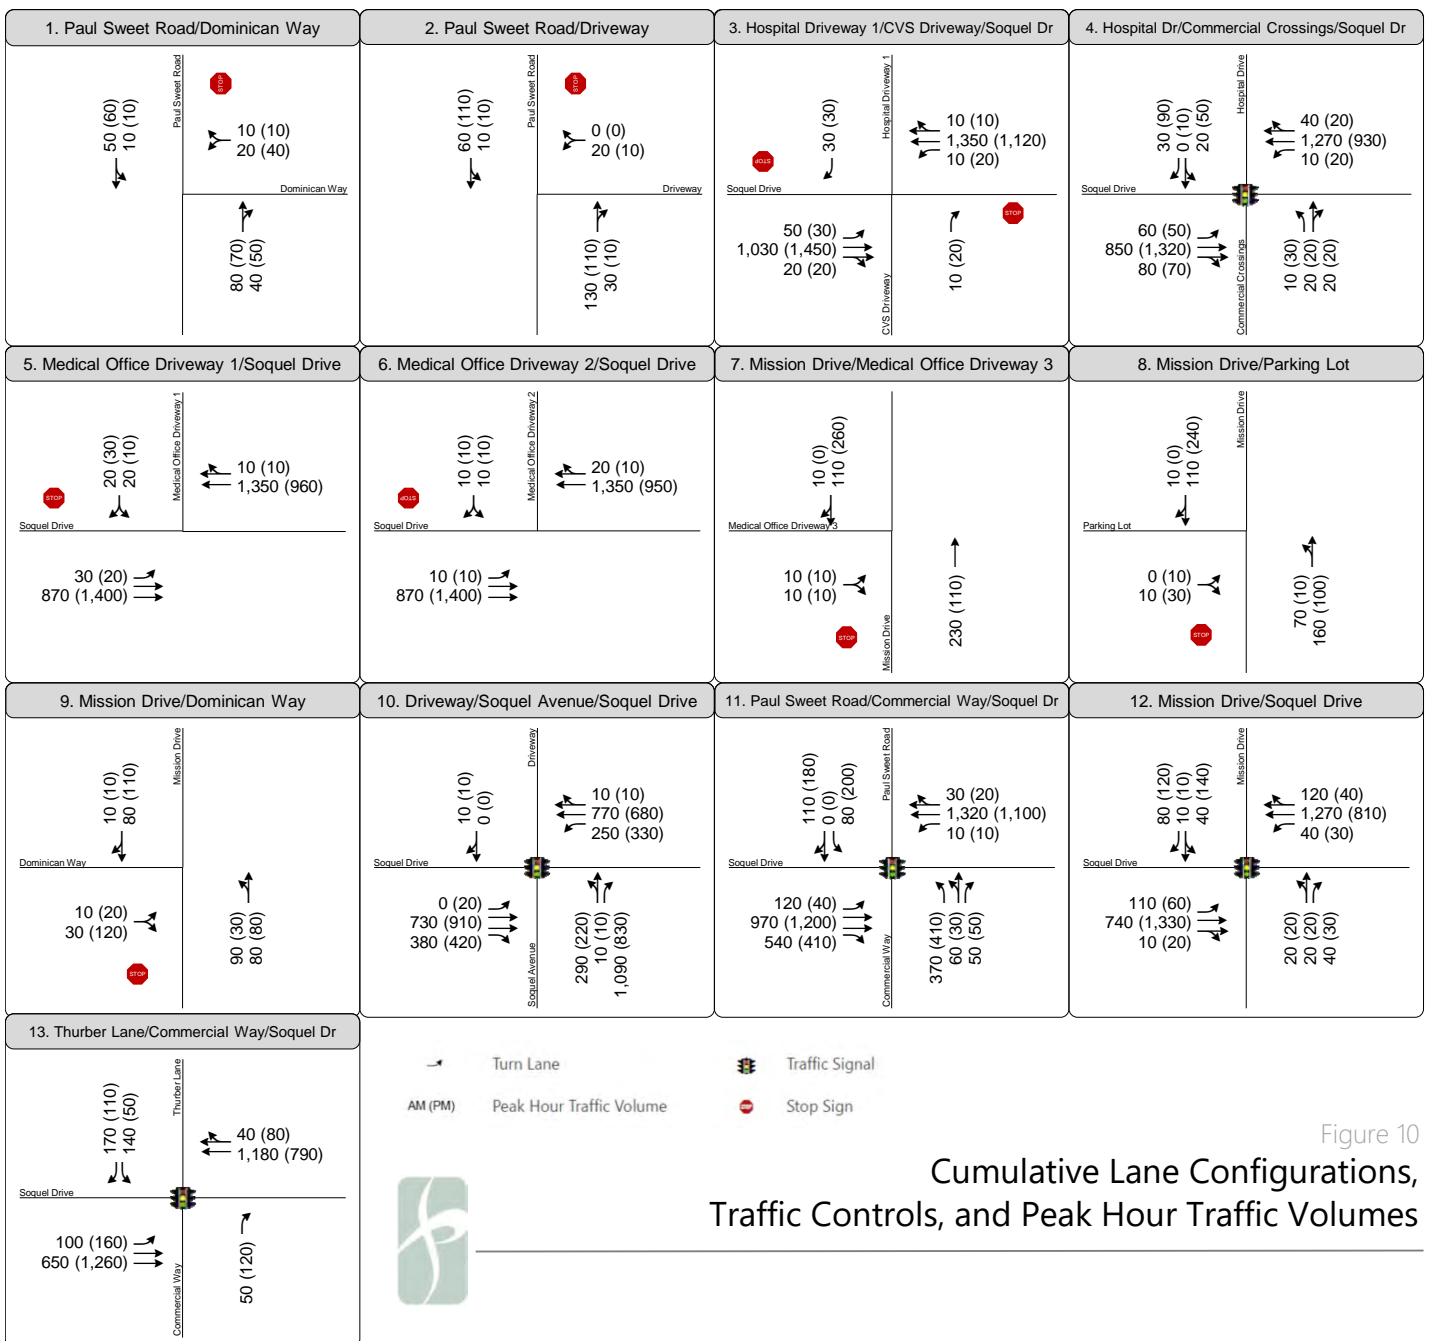 1. Paul Sweet Road/Dominican Way
50 (60)
10 (10)
Paul Sweet Road
STOP
10 (10)
20 (40)
Dominican Way
80 (70)
40 (50)
2. Paul Sweet Road/Driveway
60 (110)
10 (10)
Paul Sweet Road
STOP
0 (0)
20 (10)
Driveway
130 (110)
30 (10)
3. Hospital Driveway 1/CVS Driveway/Soquel Dr
30 (30)
Hospital Driveway 1
10 (10)
1,350 (1,120)
10 (20)
STOP
Soquel Drive
STOP
50 (30)
1,030 (1,450)
20 (20)
CVS Driveway
10 (20)
4. Hospital Dr/Commercial Crossings/Soquel Dr
30 (90)
0 (10)
20 (50)
Hospital Drive
40 (20)
1,270 (930)
10 (20)
Soquel Drive
60 (50)
850 (1,320)
80 (70)
Commercial Crossings
10 (30)
20 (20)
20 (20)
5. Medical Office Driveway 1/Soquel Drive
20 (30)
20 (10)
Medical Office Driveway 1
10 (10)
1,350 (960)
STOP
Soquel Drive
30 (20)
870 (1,400)
6. Medical Office Driveway 2/Soquel Drive
10 (10)
10 (10)
Medical Office Driveway 2
20 (10)
1,350 (950)
STOP
Soquel Drive
10 (10)
870 (1,400)
7. Mission Drive/Medical Office Driveway 3
10 (0)
110 (260)
Medical Office Driveway 3
10 (10)
10 (10)
STOP
Mission Drive
230 (110)
8. Mission Drive/Parking Lot
10 (0)
110 (240)
Mission Drive
Parking Lot
0 (10)
10 (30)
STOP
70 (10)
160 (100)
9. Mission Drive/Dominican Way
10 (10)
80 (110)
Mission Drive
Dominican Way
10 (20)
30 (120)
STOP
90 (30)
80 (80)
10. Driveway/Soquel Avenue/Soquel Drive
10 (10)
0 (0)
Driveway
10 (10)
770 (680)
250 (330)
Soquel Drive
0 (20)
730 (910)
380 (420)
Soquel Avenue
290 (220)
10 (10)
1,090 (830)
11. Paul Sweet Road/Commercial Way/Soquel Dr
110 (180)
0 (0)
80 (200)
Paul Sweet Road
30 (20)
1,320 (1,100)
10 (10)
Soquel Drive
120 (40)
970 (1,200)
540 (410)
Commercial Way
370 (410)
60 (30)
50 (50)
12. Mission Drive/Soquel Drive
80 (120)
10 (10)
40 (140)
Mission Drive
120 (40)
1,270 (810)
40 (30)
Soquel Drive
110 (60)
740 (1,330)
10 (20)
20 (20)
20 (20)
40 (30)
13. Thurber Lane/Commercial Way/Soquel Dr
170 (110)
140 (50)
Thurber Lane
40 (80)
1,180 (790)
Soquel Drive
100 (160)
650 (1,260)
Commercial Way
50 (120)
Turn Lane
Traffic Signal
AM (PM)
Peak Hour Traffic Volume
Stop Sign
Figure 10
Cumulative Lane Configurations,
Traffic Controls, and Peak Hour Traffic Volumes